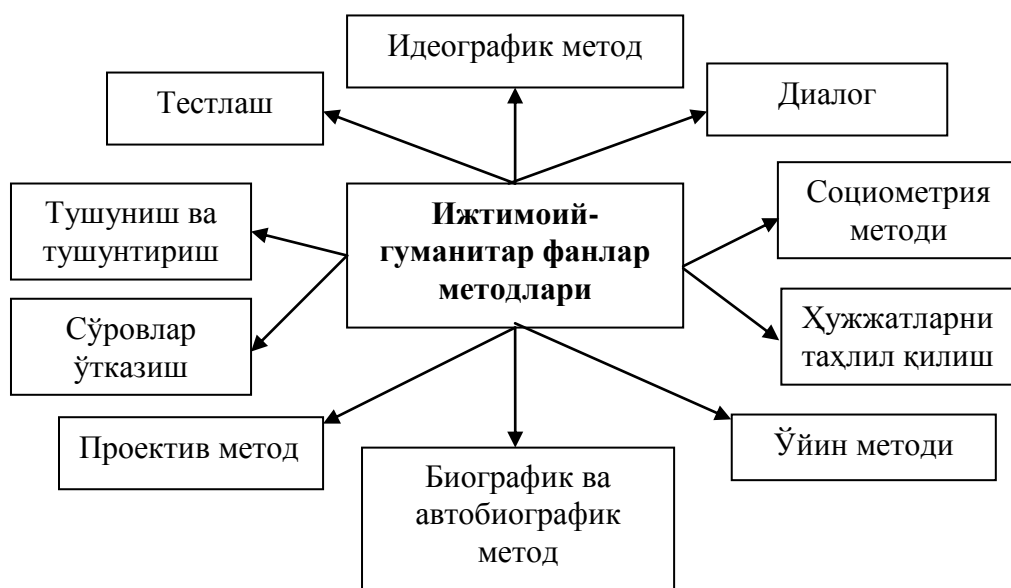 Идеографик метод
Тестлаш
Диалог
Тушуниш ва
тушунтириш
Ижтимоий-
гуманитар фанлар
методлари
Социометрия
методи
Сўровлар
ўтказиш
Ҳужжатларни
таҳлил қилиш
Проектив метод
Биографик ва
автобиографик
метод
Ўйин методи